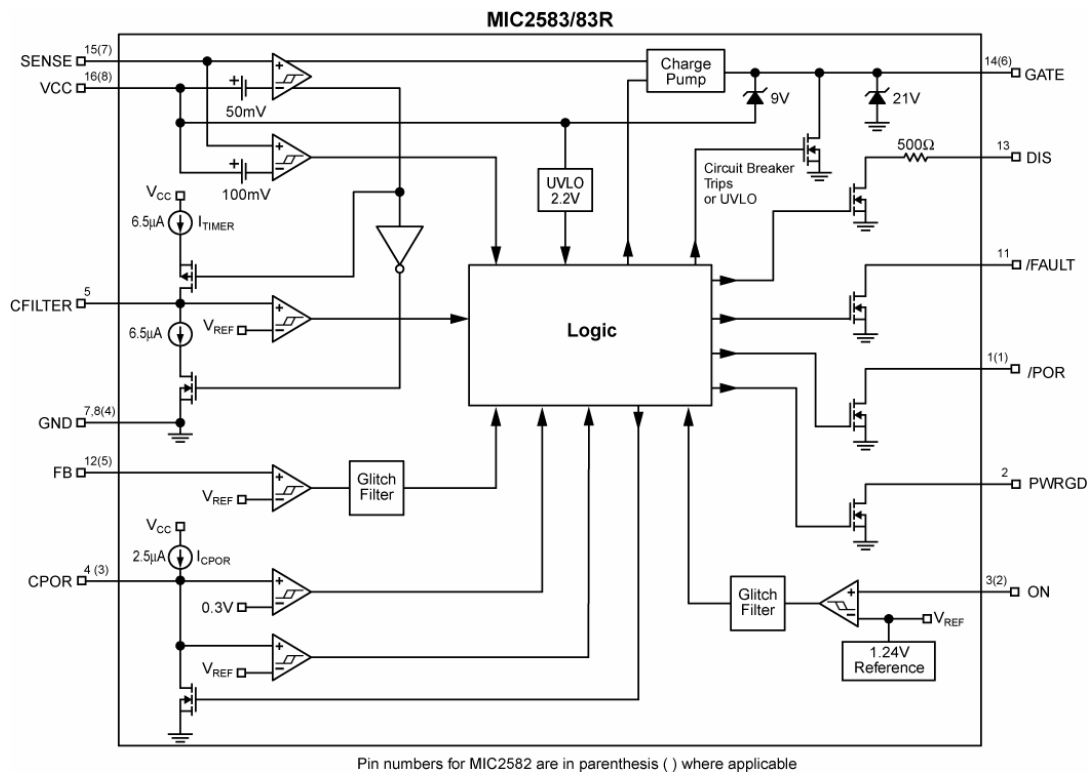 MIC2583/83R
SENSE 15(7)
VCC 16(8)
50mV
100mV
Charge
Pump
9V
21V
14(6) GATE
500Ω
13 DIS
Circuit Breaker
Trips
or UVLO
UVLO
2.2V
VCC
6.5μA
ITIMER
CFILTER 5
VREF
6.5μA
Logic
11 /FAULT
1(1) /POR
GND 7,8(4)
FB 12(5)
VREF
Glitch
Filter
2 PWRGD
VCC
2.5μA
ICPOR
CPOR 4 (3)
0.3V
VREF
Glitch
Filter
3(2) ON
VREF
1.24V
Reference
Pin numbers for MIC2582 are in parenthesis ( ) where applicable